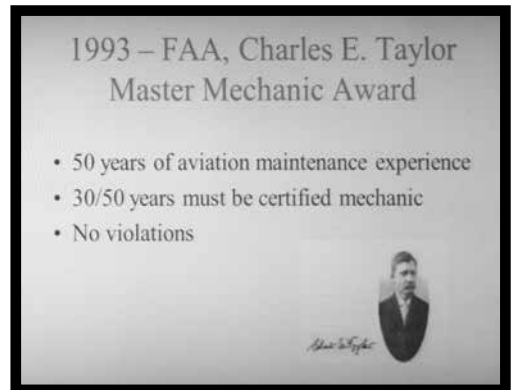 1993 – FAA, Charles E. Taylor
Master Mechanic Award
• 50 years of aviation maintenance experience
• 30/50 years must be certified mechanic
• No violations